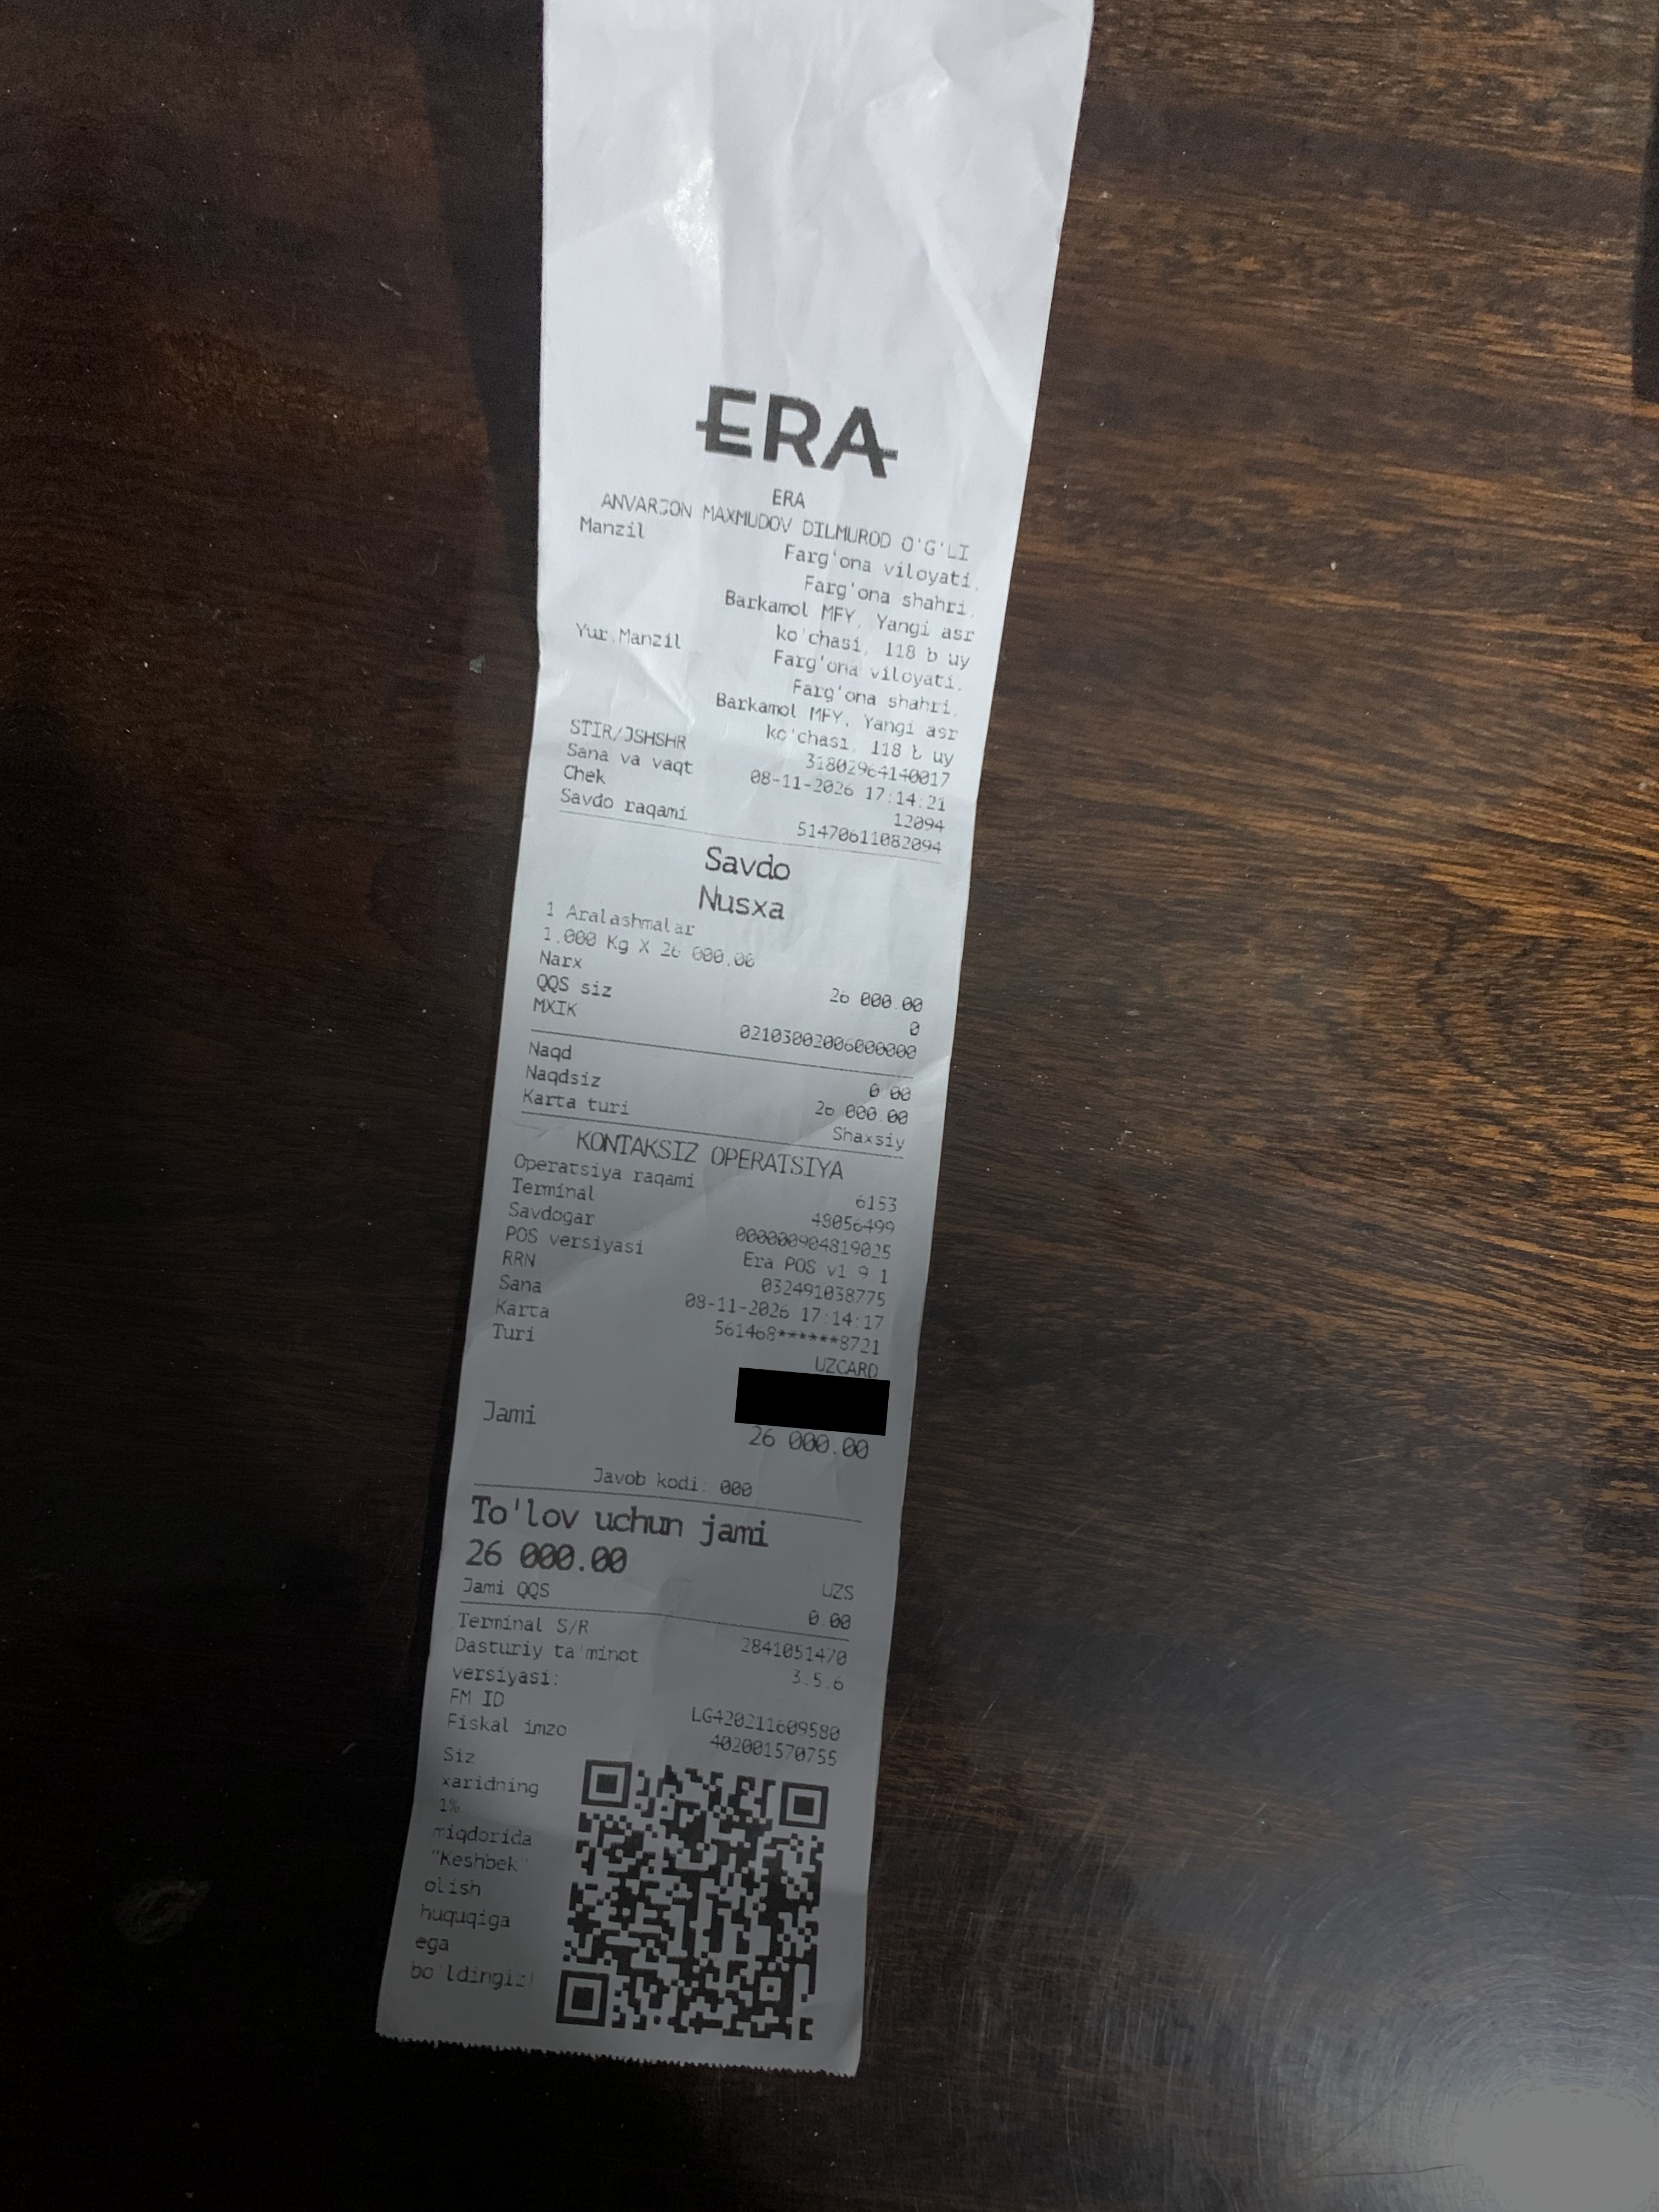 ERA
ERA
ANVARJON MAXMUDOV DILMUROD O'G'LI
Manzil Farg'ona viloyati,
Farg'ona shahri,
Barkamol MFY, Yangi asr
ko'chasi, 118 b uy
Yur.Manzil Farg'ona viloyati,
Farg'ona shahri,
Barkamol MFY, Yangi asr
ko'chasi, 118 b uy
STIR/JSHSHR 31802964140017
Sana va vaqt 08-11-2026 17:14:21
Chek 12094
Savdo raqami 51470611082094
Savdo
Nusxa
1 Aralashmalar
1.000 Kg X 26 000.00
Narx 26 000.00
QQS siz 0
MXIK 02103002006000000
Naqd 0.00
Naqdsiz 26 000.00
Karta turi Shaxsiy
KONTAKSIZ OPERATSIYA
Operatsiya raqami 6153
Terminal 48056499
Savdogar 000000904819025
POS versiyasi Era POS v1.9.1
RRN 032491038775
Sana 08-11-2026 17:14:17
Karta 561468******8721
Turi UZCARD
Jami 26 000.00
Javob kodi: 000
To'lov uchun jami
26 000.00 UZS
Jami QQS 0.00
Terminal S/R 2841051470
Dasturiy ta'minot 3.5.6
versiyasi:
FM ID LG420211609580
Fiskal imzo 402001570755
Siz
xaridning
1%
miqdorida
"Keshbek"
olish
huquqiga
ega
bo'ldingiz!